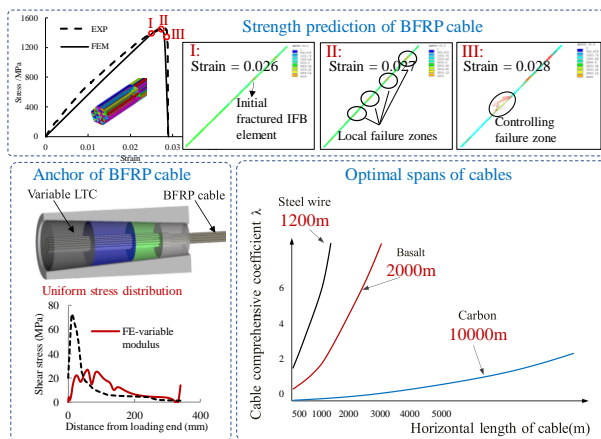 Strength prediction of BFRP cable
1600
1200
800
400
0
Stress /MPa
EXP
FEM
I
II
III
0
0.01
0.02
0.03
Strain
I:
Strain = 0.026
Initial
fractured IFB
element
II:
Strain = 0.027
Local failure zones
III:
Strain = 0.028
Controlling
failure zone
Anchor of BFRP cable
Variable LTC
BFRP cable
Uniform stress distribution
80
60
40
20
0
Shear stress (MPa)
FE-variable
modulus
0
200
400
Distance from loading end (mm)
Optimal spans of cables
Cable comprehensive coefficient λ
8
6
4
2
0
Steel wire
1200m
Basalt
2000m
Carbon
10000m
500
1000
2000
3000
4000
5000
Horizontal length of cable(m)